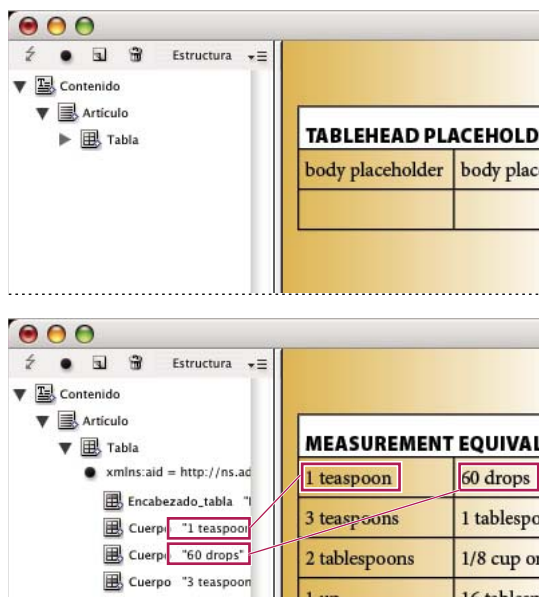 Estructura
Contenido
Artículo
Tabla
TABLEHEAD PLACEHOLD
body placeholder body plac
Estructura
Contenido
Artículo
Tabla
xmlns:aid = http://ns.ad
Encabezado_tabla
Cuerpo "1 teaspoon
Cuerpo "60 drops"
Cuerpo "3 teaspoon
MEASUREMENT EQUIVAL
1 teaspoon 60 drops
3 teaspoons 1 tablespo
2 tablespoons 1/8 cup or